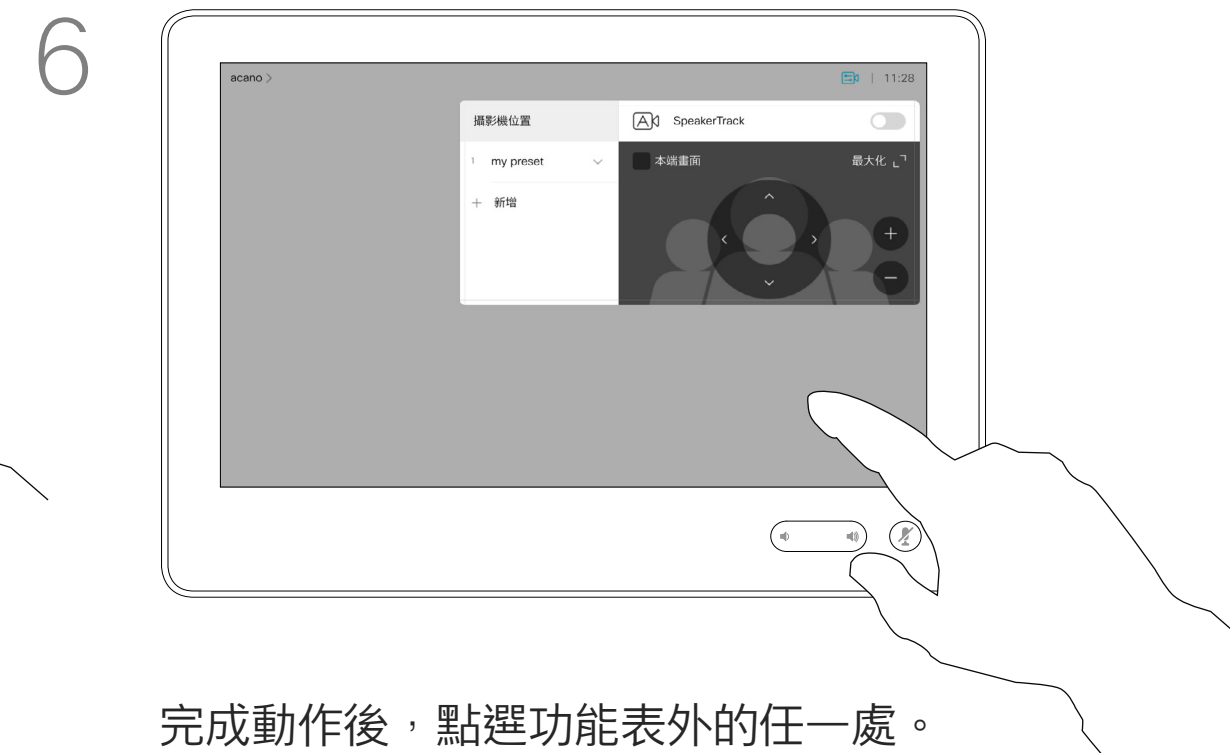 6
acano >
11:28
攝影機位置
SpeakerTrack
1 my preset
本端畫面
最大化
+ 新增
完成動作後，點選功能表外的任一處。